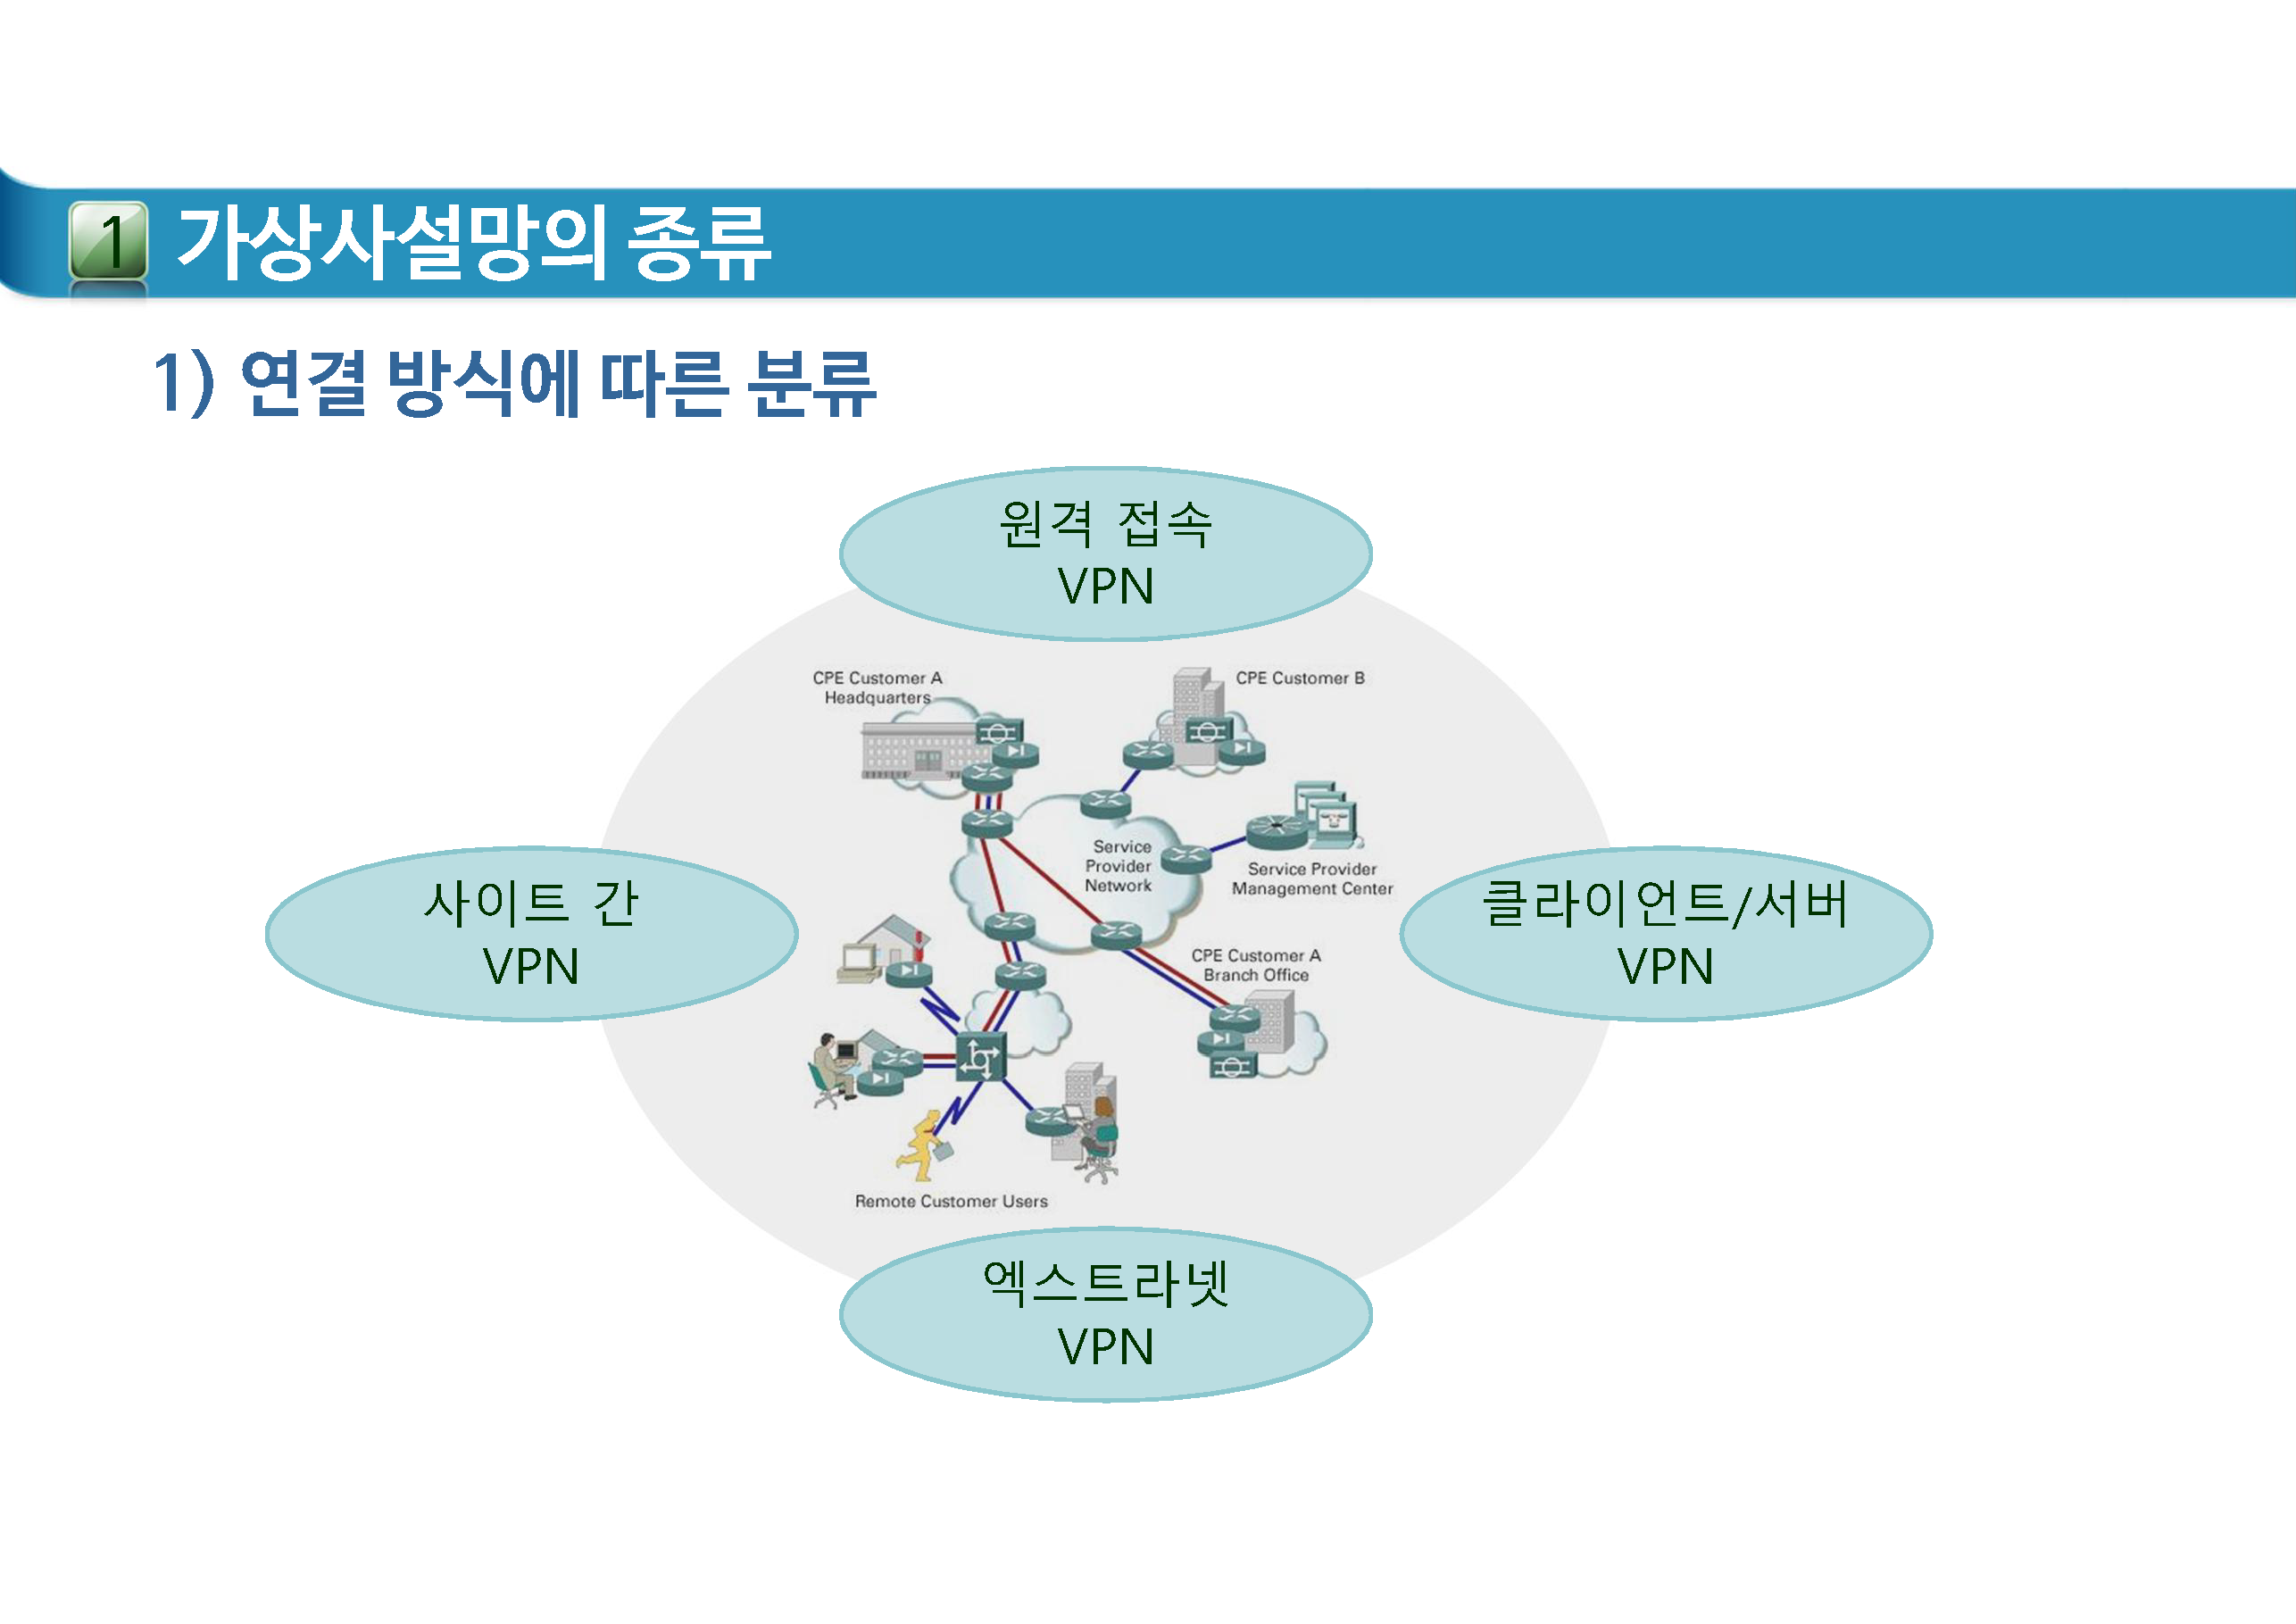 1 가상사설망의 종류
1) 연결 방식에 따른 분류
원격 접속
VPN
CPE Customer A
Headquarters
CPE Customer B
Service
Provider
Network
Service Provider
Management Center
사이트 간
VPN
클라이언트/서버
VPN
CPE Customer A
Branch Office
Remote Customer Users
엑스트라넷
VPN